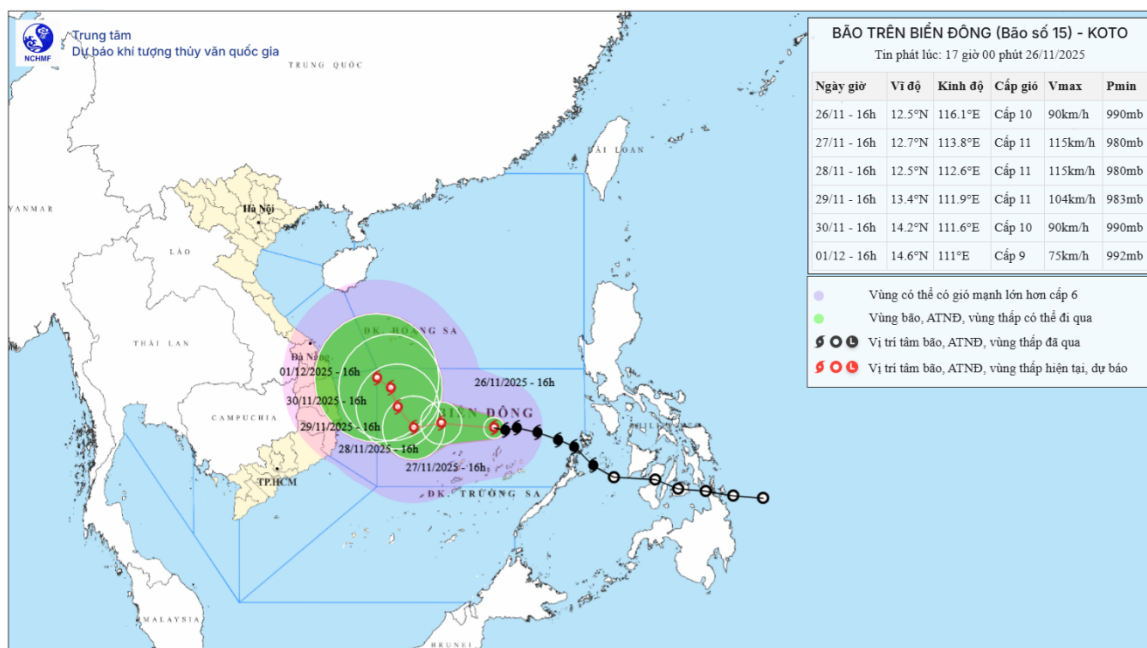 Trung tâm
Dự báo khí tượng thủy văn quốc gia
NCHMF
BÃO TRÊN BIỂN ĐÔNG (Bão số 15) - KOTO
Tin phát lúc: 17 giờ 00 phút 26/11/2025
Ngày giờ Vĩ độ Kinh độ Cấp gió Vmax Pmin
26/11 - 16h 12.5°N 116.1°E Cấp 10 90km/h 990mb
27/11 - 16h 12.7°N 113.8°E Cấp 11 115km/h 980mb
28/11 - 16h 12.5°N 112.6°E Cấp 11 115km/h 980mb
29/11 - 16h 13.4°N 111.9°E Cấp 11 104km/h 983mb
30/11 - 16h 14.2°N 111.6°E Cấp 10 90km/h 990mb
01/12 - 16h 14.6°N 111°E Cấp 9 75km/h 992mb
Vùng có thể có gió mạnh lớn hơn cấp 6
Vùng bão, ATNĐ, vùng thấp có thể đi qua
Vị trí tâm bão, ATNĐ, vùng thấp đã qua
Vị trí tâm bão, ATNĐ, vùng thấp hiện tại, dự báo
TRUNG QUỐC
ĐÀI LOAN
Hà Nội
LÀO
THÁI LAN
ĐK. HOÀNG SA
Đà Nẵng
01/12/2025 - 16h
26/11/2025 - 16h
30/11/2025 - 16h
BIỂN ĐÔNG
CAMPUCHIA
29/11/2025 - 16h
28/11/2025 - 16h
27/11/2025 - 16h
TP.HCM
ĐK. TRƯỜNG SA
MALAYSIA
BRUNEI